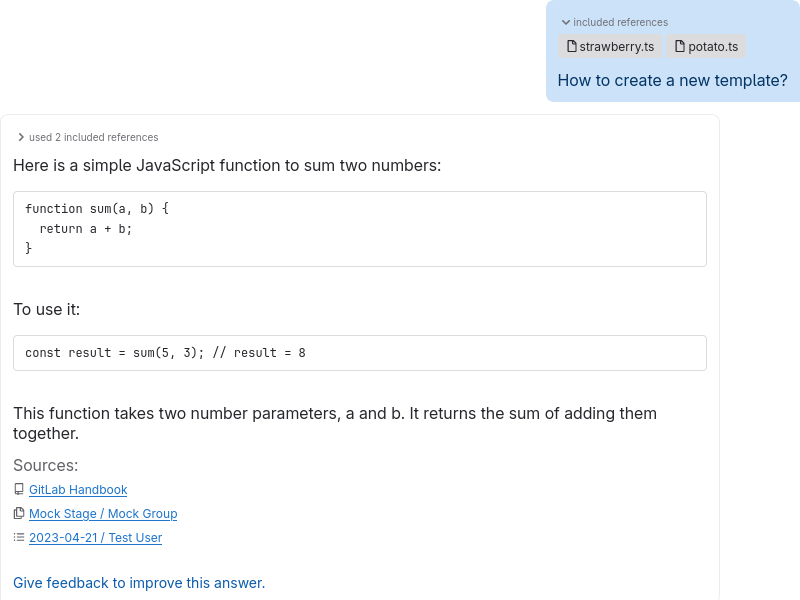 included references
strawberry.ts potato.ts
How to create a new template?
used 2 included references
Here is a simple JavaScript function to sum two numbers:
function sum(a, b) {
  return a + b;
}
To use it:
const result = sum(5, 3); // result = 8
This function takes two number parameters, a and b. It returns the sum of adding them
together.
Sources:
GitLab Handbook
Mock Stage / Mock Group
2023-04-21 / Test User
Give feedback to improve this answer.